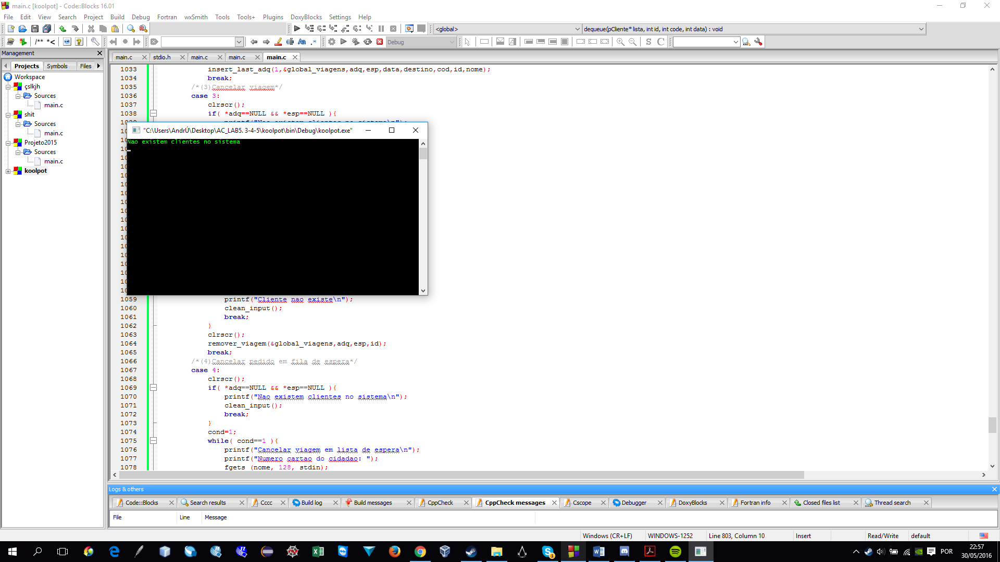 main.c [koolpot] - Code::Blocks 16.01
File Edit View Search Project Build Debug Fortran wxSmith Tools Tools+ Plugins DoxyBlocks Settings Help
<global> dequeue(pCliente* lista, int id, int code, int data) : void
/** *< Debug S C
Management
Projects Symbols Files
main.c stdio.h main.c main.c main.c
Workspace
çslkjh
Sources
main.c
shit
Sources
main.c
Projeto2015
Sources
main.c
koolpot
1033 insert_last_adq(1,&global_viagens,adq,esp,data,destino,cod,id,nome);
1034 break;
1035 /*(3)Cancelar viagem*/
1036 case 3:
1037 clrscr();
1038 if( *adq==NULL && *esp==NULL ){
"C:\Users\AndrÚ\Desktop\AC_LAB5. 3-4-5\koolpot\bin\Debug\koolpot.exe"
Nao existem clientes no sistema
1059 printf("Cliente nao existe\n");
1060 clean_input();
1061 break;
1062 }
1063 clrscr();
1064 remover_viagem(&global_viagens,adq,esp,id);
1065 break;
1066 /*(4)Cancelar pedido em fila de espera*/
1067 case 4:
1068 clrscr();
1069 if( *adq==NULL && *esp==NULL ){
1070 printf("Nao existem clientes no sistema\n");
1071 clean_input();
1072 break;
1073 }
1074 cond=1;
1075 while( cond==1 ){
1076 printf("Cancelar viagem em lista de espera\n");
1077 printf("Numero cartao do cidadao: ");
1078 fgets (nome, 128, stdin);
Logs & others
Code::Blocks Search results Cccc Build log Build messages CppCheck CppCheck messages Cscope Debugger DoxyBlocks Fortran info Closed files list Thread search
File Line Message
Windows (CR+LF) WINDOWS-1252 Line 803, Column 10 Insert Read/Write default
POR
22:57
30/05/2016